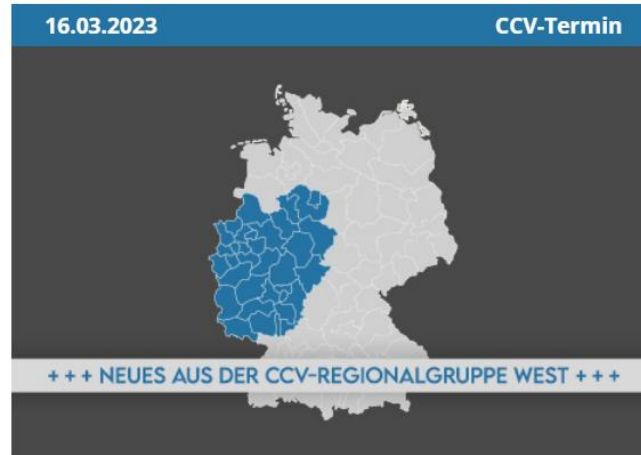 16.03.2023 CCV-Termin
+ + + NEUES AUS DER CCV-REGIONALGRUPPE WEST + + +